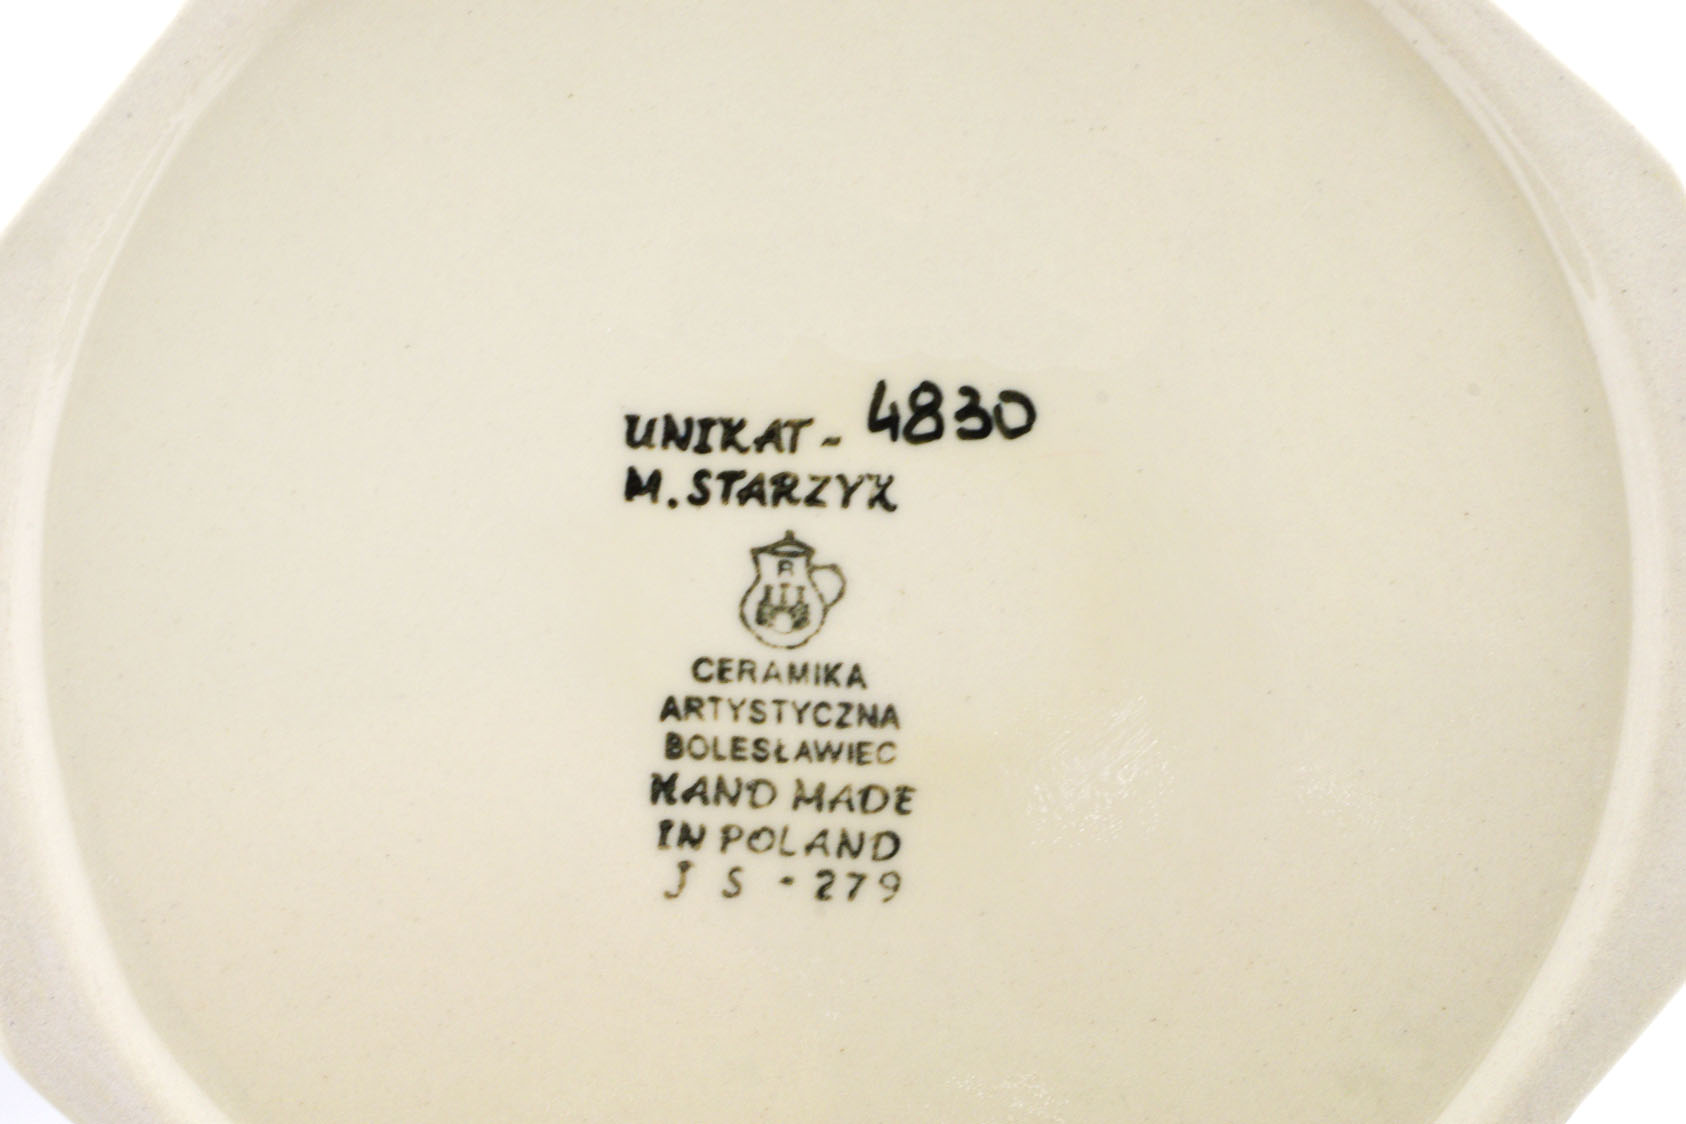 UNIKAT - 4830
M. STARZYK
R
CERAMIKA
ARTYSTYCZNA
BOLESŁAWIEC
HAND MADE
IN POLAND
J S - 279